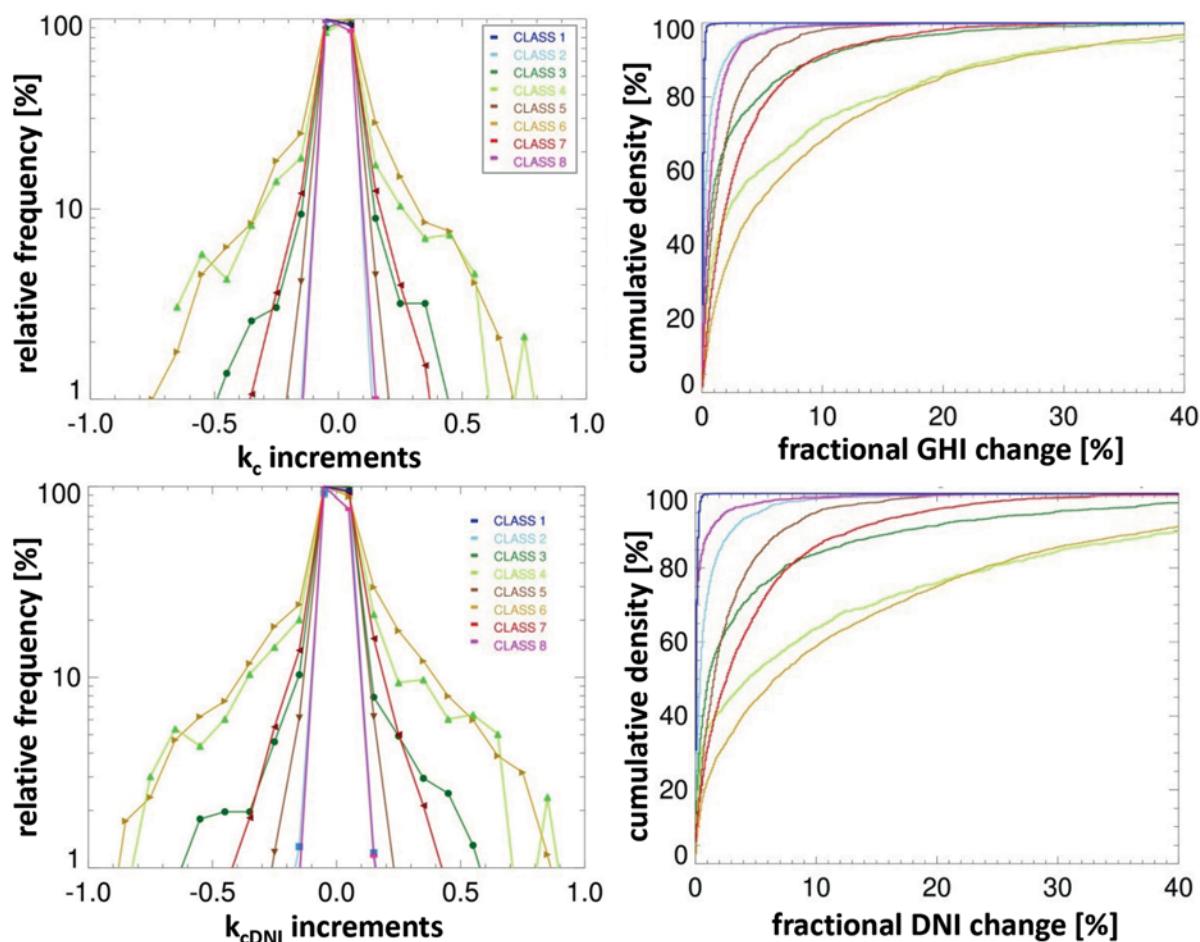 relative frequency [%]
100
10
1
-1.0
-0.5
0.0
0.5
1.0
kc increments
CLASS 1
CLASS 2
CLASS 3
CLASS 4
CLASS 5
CLASS 6
CLASS 7
CLASS 8
cumulative density [%]
100
80
60
40
20
0
0
10
20
30
40
fractional GHI change [%]
relative frequency [%]
100
10
1
-1.0
-0.5
0.0
0.5
1.0
kcDNI increments
CLASS 1
CLASS 2
CLASS 3
CLASS 4
CLASS 5
CLASS 6
CLASS 7
CLASS 8
cumulative density [%]
100
80
60
40
20
0
0
10
20
30
40
fractional DNI change [%]